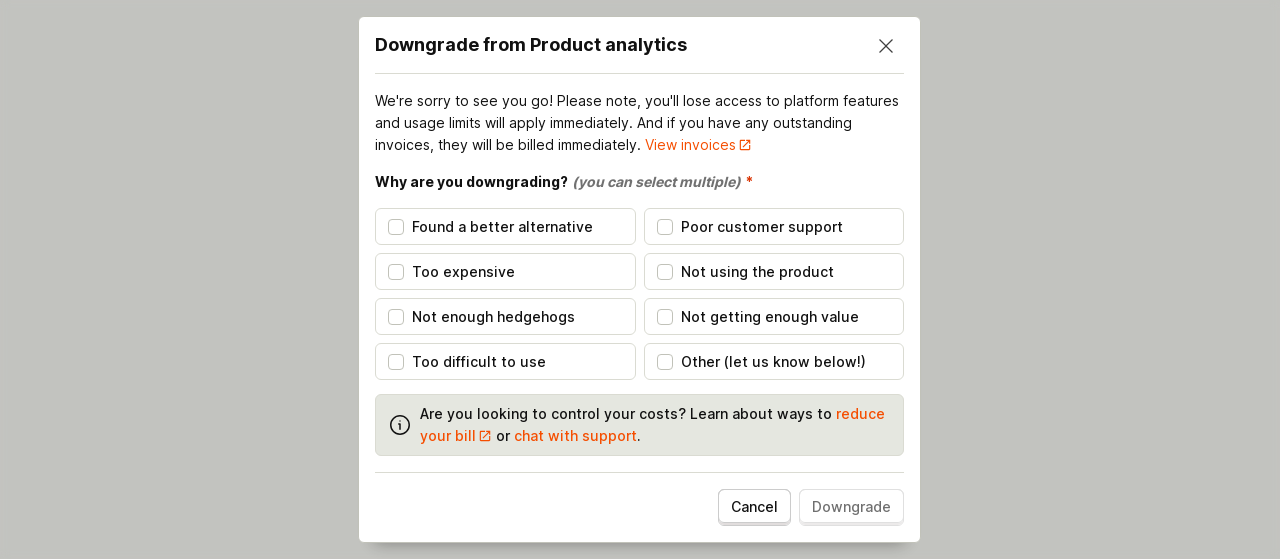 Downgrade from Product analytics
We're sorry to see you go! Please note, you'll lose access to platform features
and usage limits will apply immediately. And if you have any outstanding
invoices, they will be billed immediately. View invoices
Why are you downgrading? (you can select multiple) *
Found a better alternative
Poor customer support
Too expensive
Not using the product
Not enough hedgehogs
Not getting enough value
Too difficult to use
Other (let us know below!)
Are you looking to control your costs? Learn about ways to reduce
your bill or chat with support.
Cancel
Downgrade